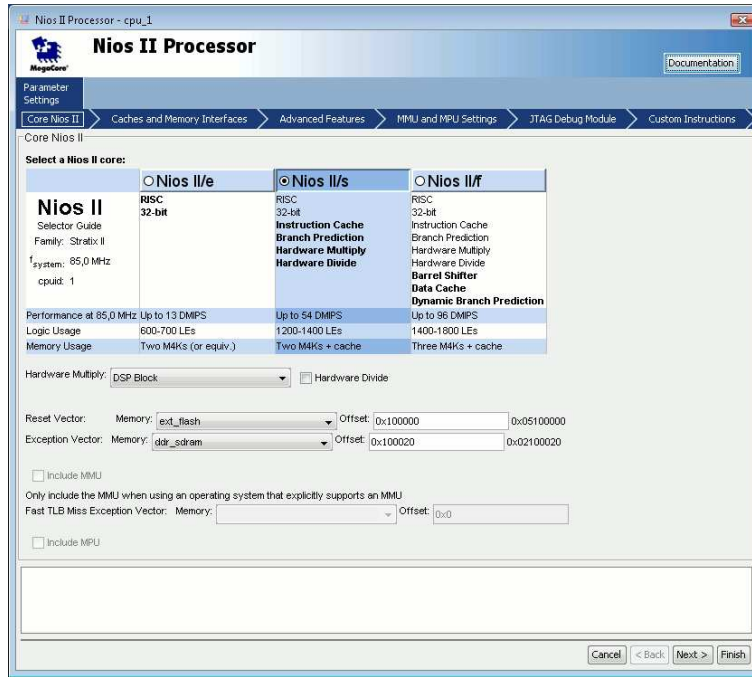 Nios II Processor - cpu_1
MegaCore'
Nios II Processor
Documentation
Parameter
Settings
Core Nios II
Caches and Memory Interfaces
Advanced Features
MMU and MPU Settings
JTAG Debug Module
Custom Instructions
Core Nios II
Select a Nios II core:
Nios II/e
Nios II/s
Nios II/f
Nios II
Selector Guide
Family: Stratix II
fsystem: 85,0 MHz
cpuid: 1
RISC
32-bit
RISC
32-bit
Instruction Cache
Branch Prediction
Hardware Multiply
Hardware Divide
RISC
32-bit
Instruction Cache
Branch Prediction
Hardware Multiply
Hardware Divide
Barrel Shifter
Data Cache
Dynamic Branch Prediction
Performance at 85,0 MHz Up to 13 DMIPS Up to 54 DMIPS Up to 96 DMIPS
Logic Usage 600-700 LEs 1200-1400 LEs 1400-1800 LEs
Memory Usage Two M4Ks (or equiv.) Two M4Ks + cache Three M4Ks + cache
Hardware Multiply: DSP Block Hardware Divide
Reset Vector: Memory: ext_flash Offset: 0x100000 0x05100000
Exception Vector: Memory: ddr_sdram Offset: 0x100020 0x02100020
Include MMU
Only include the MMU when using an operating system that explicitly supports an MMU
Fast TLB Miss Exception Vector: Memory: Offset: 0x0
Include MPU
Cancel < Back Next > Finish